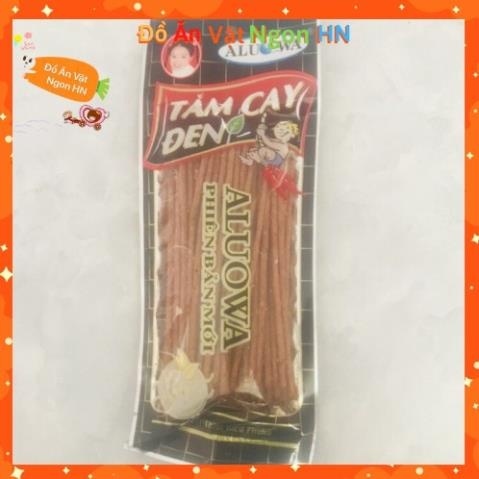 Đồ Ăn Vặt Ngon HN
Đồ Ăn Vặt
Ngon HN
ALUOWA
TĂM CAY
ĐEN
ALUOWA
PHIÊN BẢN MỚI